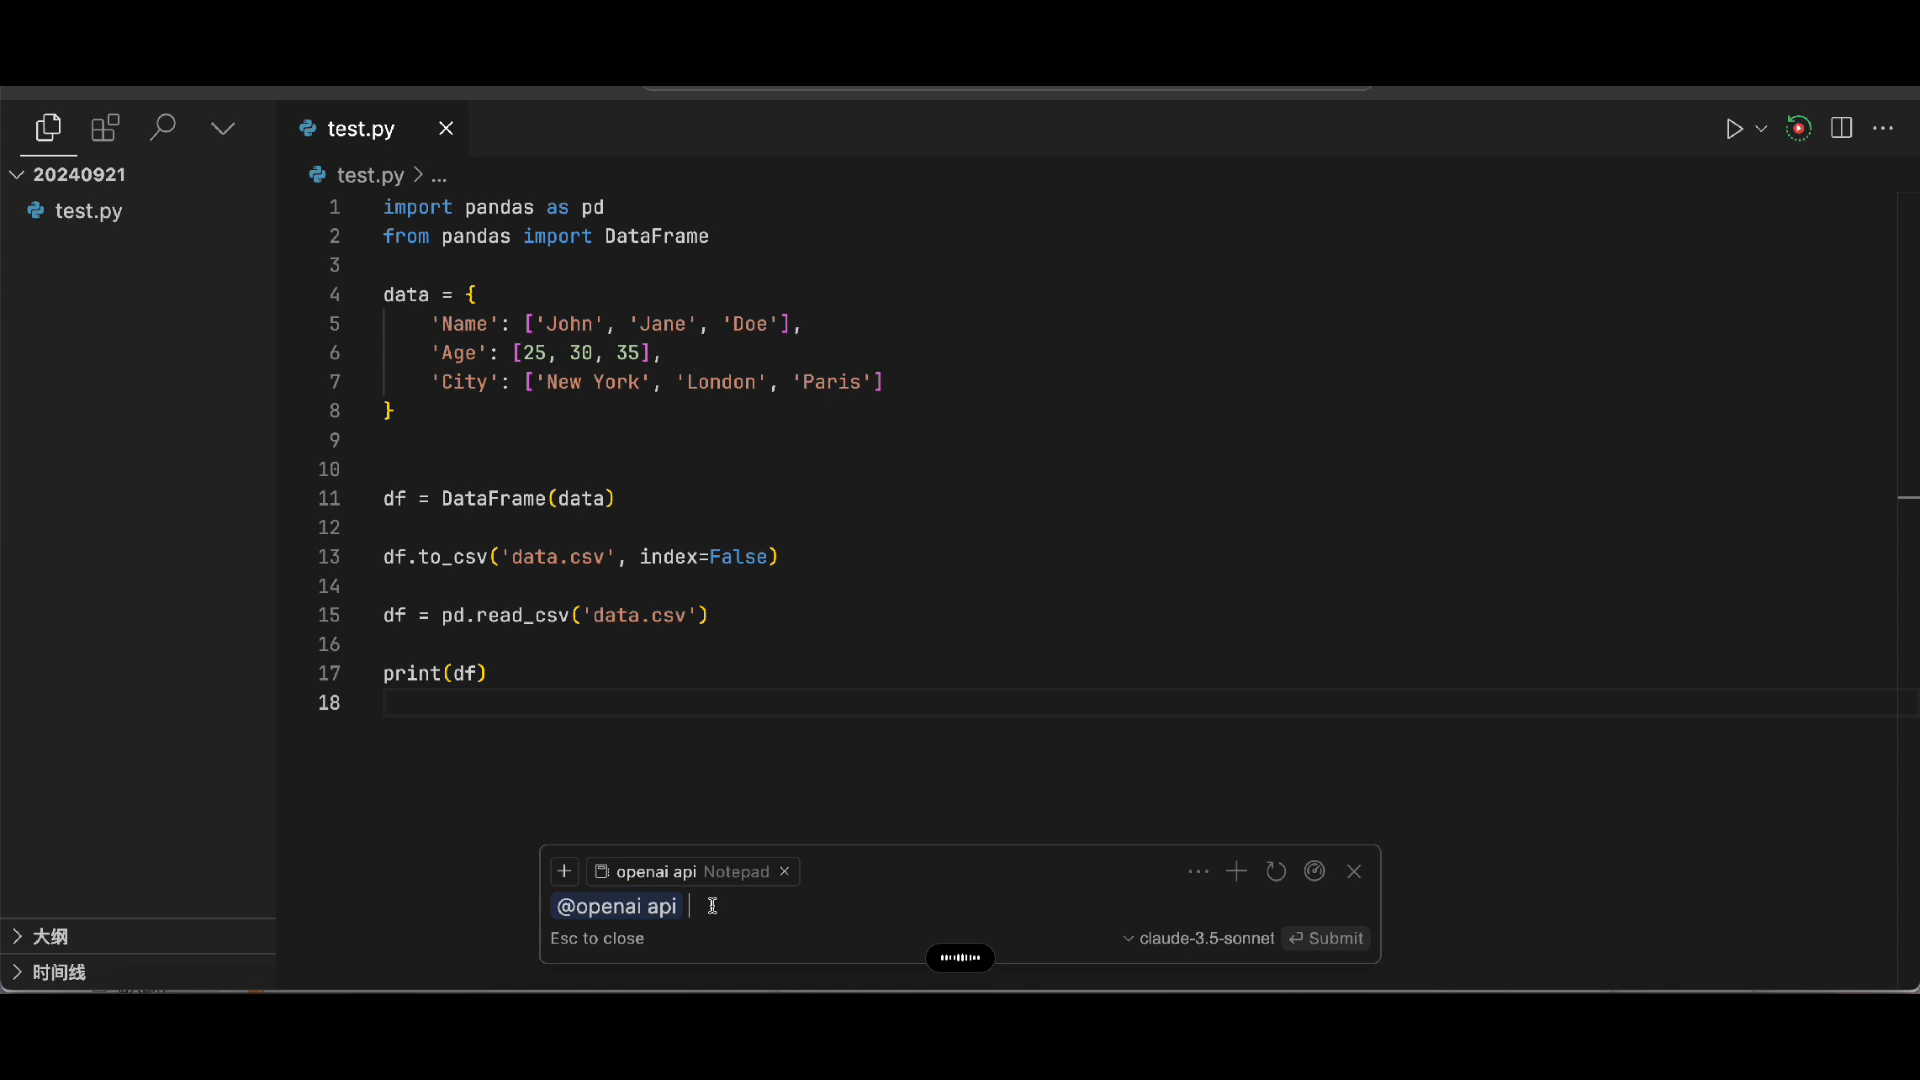 test.py
20240921
test.py
test.py > ...
1 import pandas as pd
2 from pandas import DataFrame
3
4 data = {
5 'Name': ['John', 'Jane', 'Doe'],
6 'Age': [25, 30, 35],
7 'City': ['New York', 'London', 'Paris']
8 }
9
10
11 df = DataFrame(data)
12
13 df.to_csv('data.csv', index=False)
14
15 df = pd.read_csv('data.csv')
16
17 print(df)
18
openai api Notepad
@openai api
Esc to close
claude-3.5-sonnet
Submit
大纲
时间线